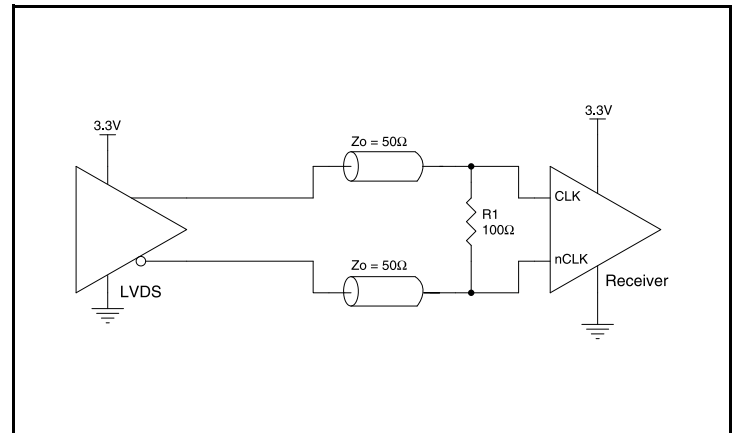 3.3V
3.3V
Zo = 50Ω
CLK
R1
100Ω
nCLK
Zo = 50Ω
LVDS
Receiver